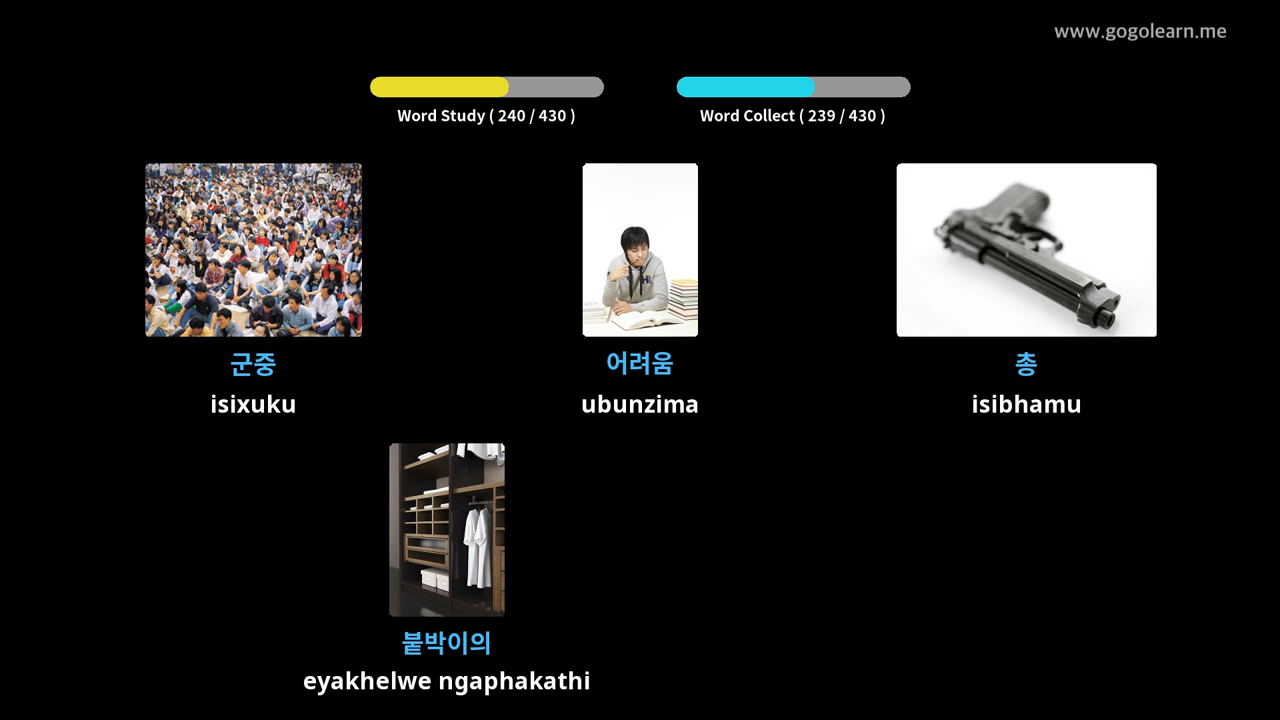 www.gogolearn.me
Word Study ( 240 / 430 )
Word Collect ( 239 / 430 )
군중
어려움
총
isixuku
ubunzima
isibhamu
붙박이의
eyakhelwe ngaphakathi